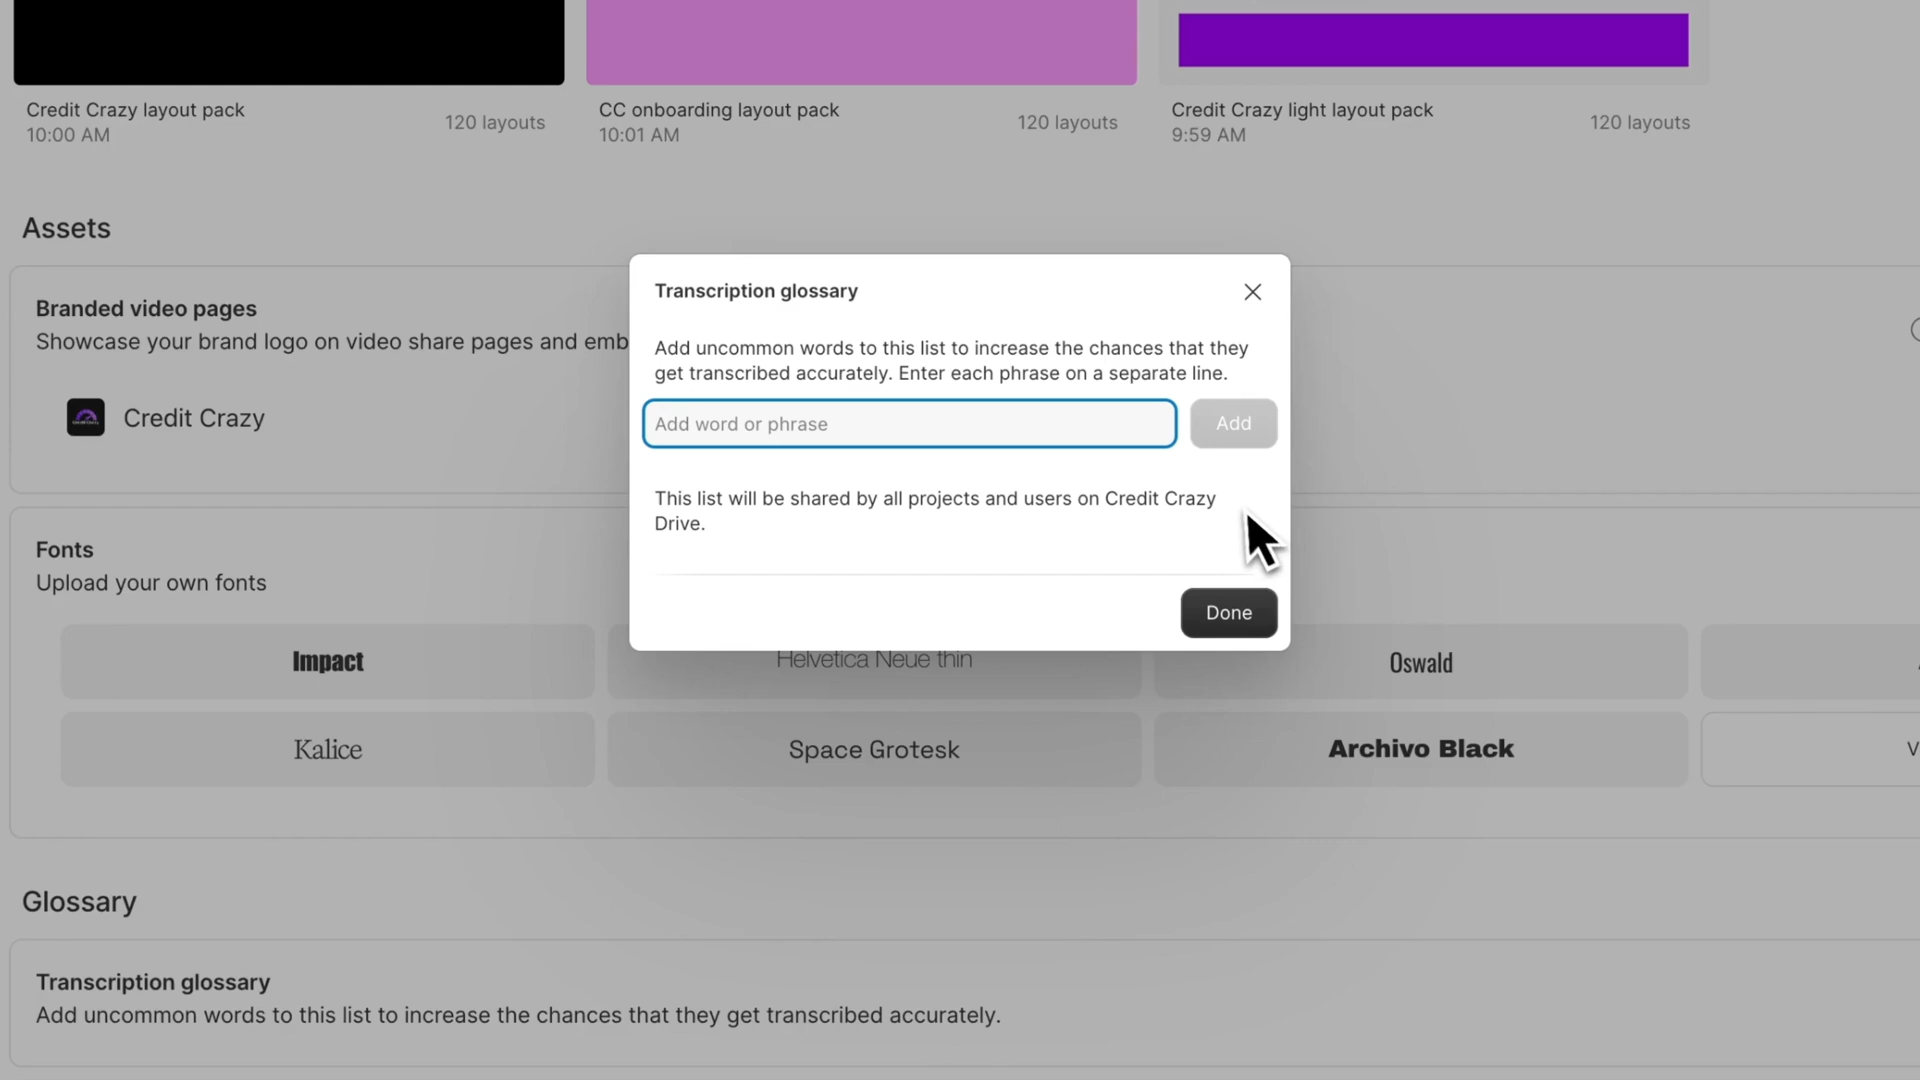 Credit Crazy layout pack
10:00 AM
120 layouts
CC onboarding layout pack
10:01 AM
120 layouts
Credit Crazy light layout pack
9:59 AM
120 layouts
Assets
Branded video pages
Showcase your brand logo on video share pages and emb
Credit Crazy
Transcription glossary
Add uncommon words to this list to increase the chances that they
get transcribed accurately. Enter each phrase on a separate line.
Add word or phrase
Add
This list will be shared by all projects and users on Credit Crazy
Drive.
Done
Fonts
Upload your own fonts
Impact
Helvetica Neue thin
Oswald
Kalice
Space Grotesk
Archivo Black
V
Glossary
Transcription glossary
Add uncommon words to this list to increase the chances that they get transcribed accurately.